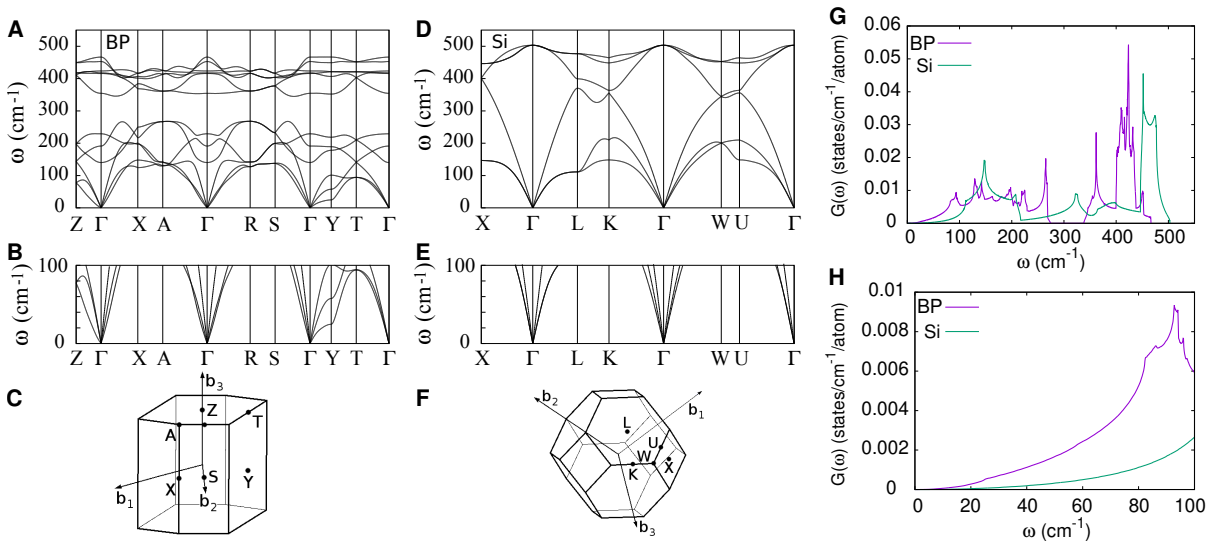 A
BP
ω (cm-1)
500
400
300
200
100
0
Z Γ X A Γ R S Γ Y T Γ
B
ω (cm-1)
100
0
Z Γ X A Γ R S Γ Y T Γ
C
b3
Z
T
A
X
S
Y
b1
b2
D
Si
ω (cm-1)
500
400
300
200
100
0
X Γ L K Γ W U Γ
E
ω (cm-1)
100
0
X Γ L K Γ W U Γ
F
b2
b1
L
U
W
X
K
b3
G
G(ω) (states/cm-1/atom)
0.06
0.05
0.04
0.03
0.02
0.01
0
BP
Si
0 100 200 300 400 500
ω (cm-1)
H
G(ω) (states/cm-1/atom)
0.01
0.008
0.006
0.004
0.002
0
BP
Si
0 20 40 60 80 100
ω (cm-1)